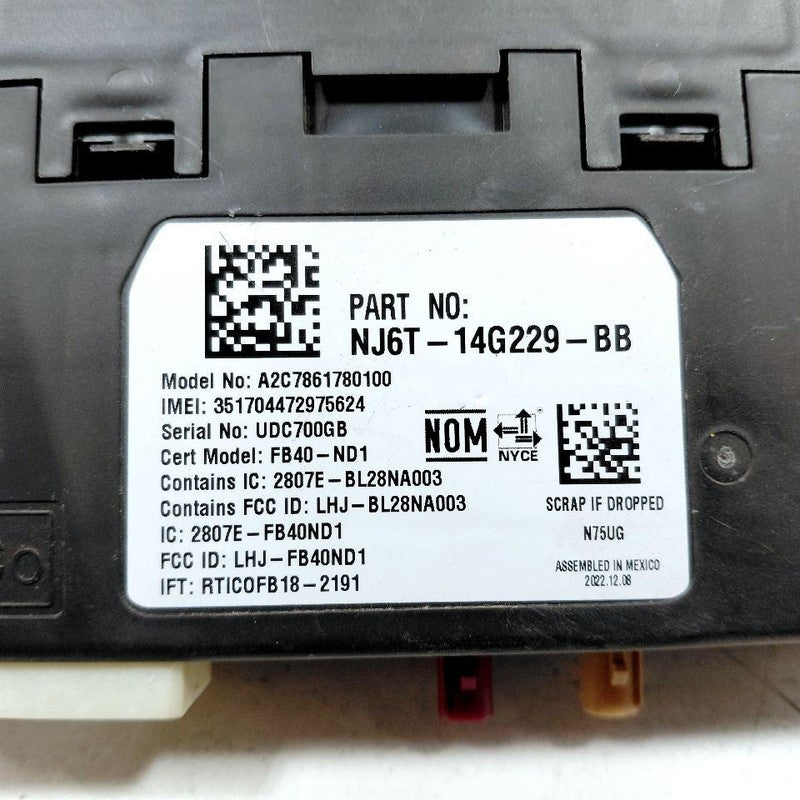 PART NO:
NJ6T-14G229-BB
Model No: A2C7861780100
IMEI: 351704472975624
Serial No: UDC700GB
Cert Model: FB40-ND1
Contains IC: 2807E-BL28NA003
Contains FCC ID: LHJ-BL28NA003
IC: 2807E-FB40ND1
FCC ID: LHJ-FB40ND1
IFT: RTICOFB18-2191
NOM
NYCE
SCRAP IF DROPPED
N75UG
ASSEMBLED IN MEXICO
2022.12.08